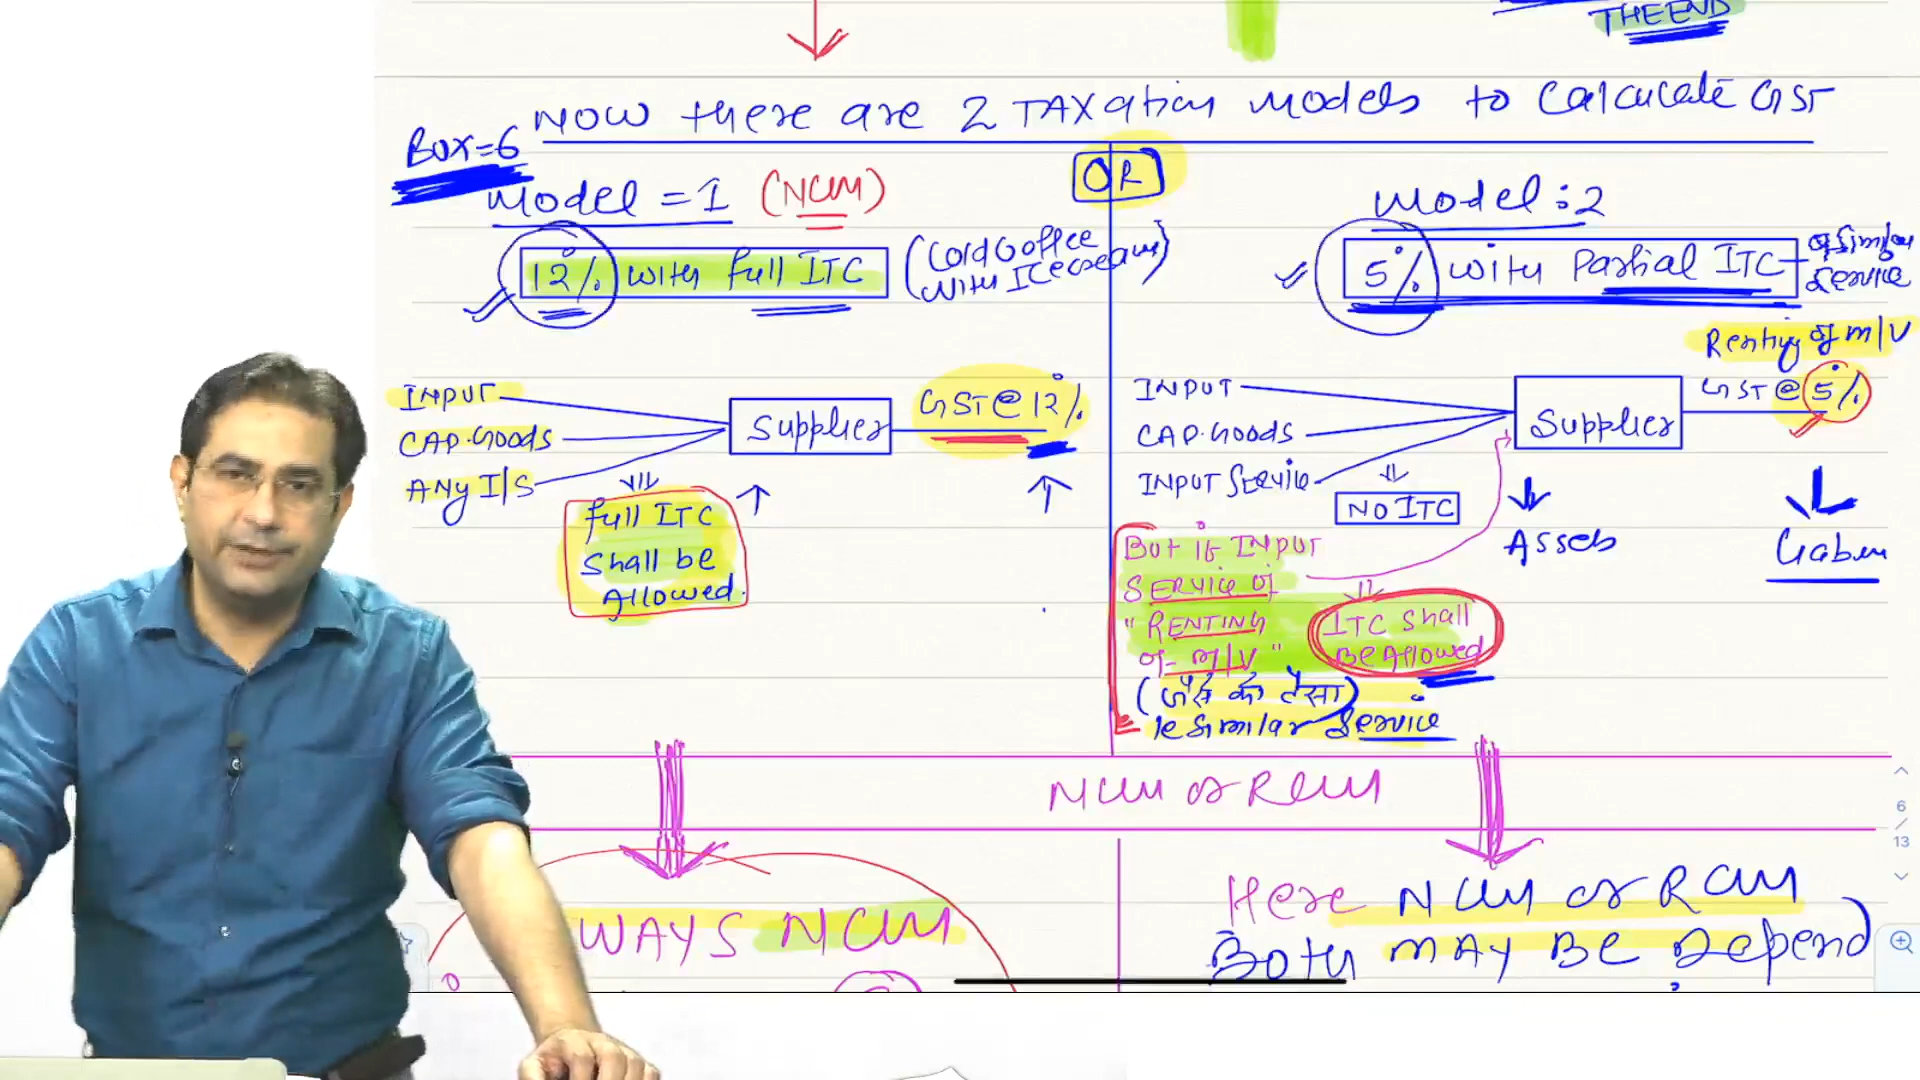 THE END
NOW there are 2 TAXation models to Calculate GST
BOX=6
OR
Model = 1 (NCM)
12% with full ITC
(Cold Coffee
with ICecream)
INPUT
CAP. Goods
ANY I/S
Supplier
GST @ 12%
full ITC
Shall be
Allowed.
Model : 2
5% with Partial ITC
of Similar
Service
Renting of M/V
INPUT
CAP. Goods
INPUT Service
Supplier
GST @ 5%
NO ITC
Assets
But if INPUT
SERVICE of
"RENTING
of M/V"
ITC Shall
Be Allowed
(जैसे को तैसा)
ie Similar Service
NCM or RCM
WAYS NCM
Here NCM or RCM
Both MAY BE Depend
6
/
13